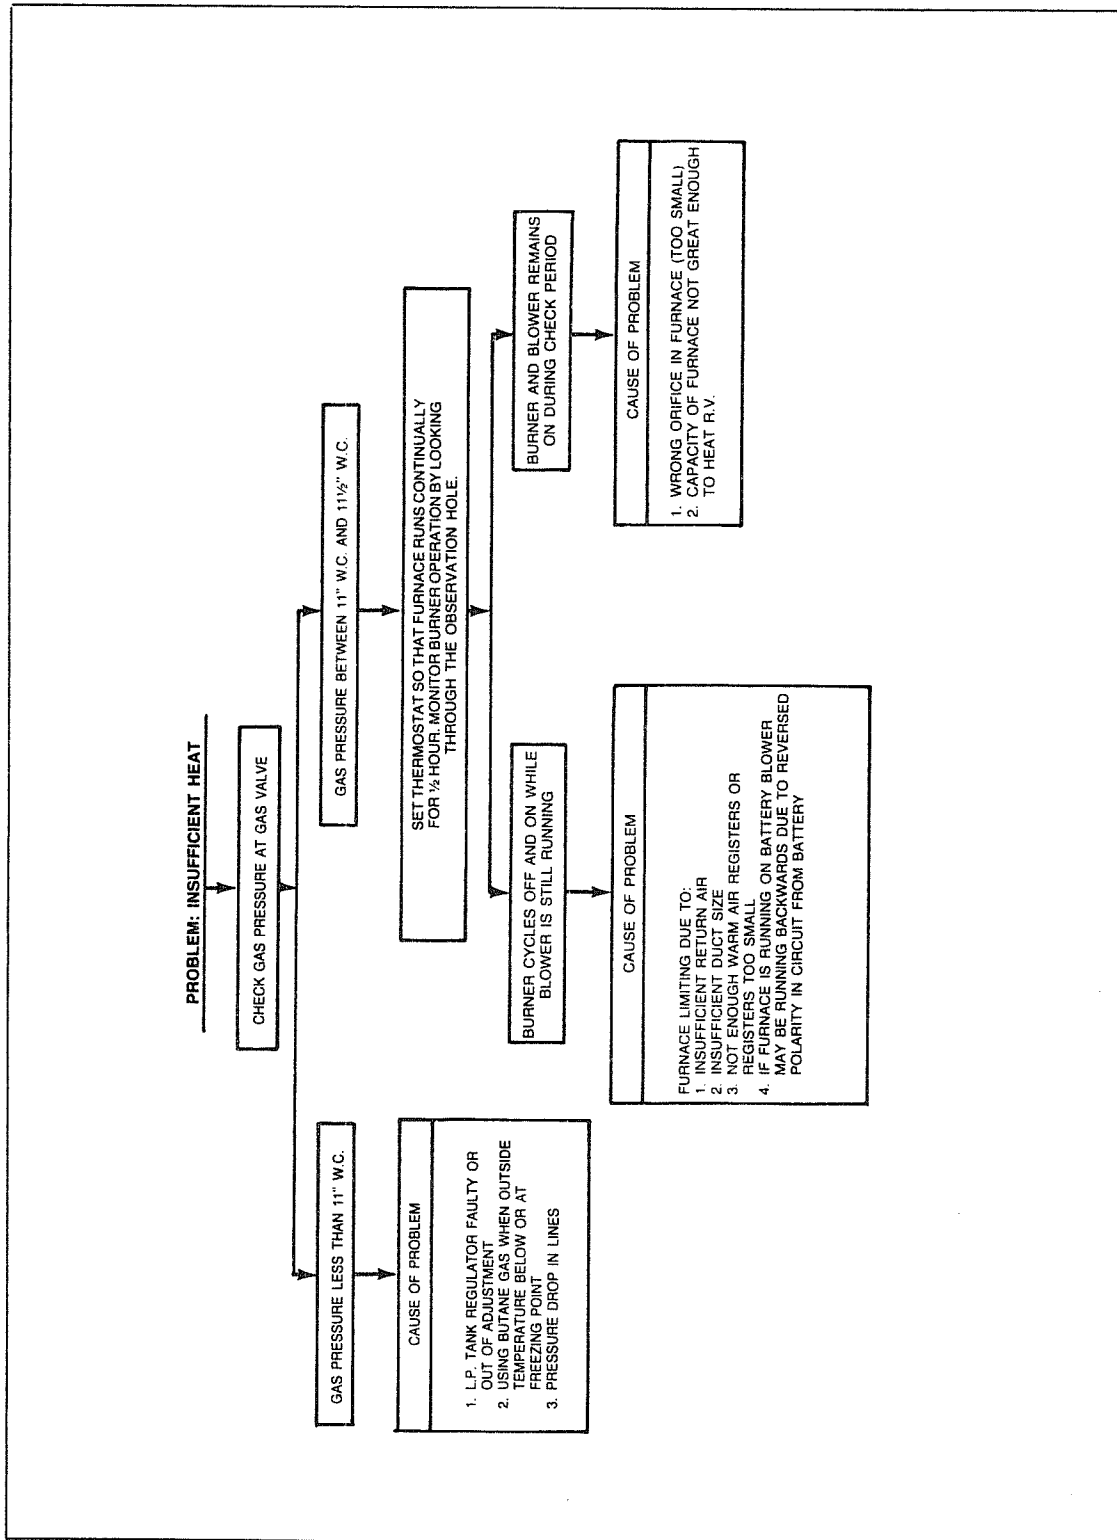 PROBLEM: INSUFFICIENT HEAT
CHECK GAS PRESSURE AT GAS VALVE
GAS PRESSURE LESS THAN 11" W.C.
CAUSE OF PROBLEM
1. L.P. TANK REGULATOR FAULTY OR
OUT OF ADJUSTMENT
2. USING BUTANE GAS WHEN OUTSIDE
TEMPERATURE BELOW OR AT
FREEZING POINT
3. PRESSURE DROP IN LINES
GAS PRESSURE BETWEEN 11" W.C. AND 11½" W.C.
SET THERMOSTAT SO THAT FURNACE RUNS CONTINUALLY
FOR ½ HOUR. MONITOR BURNER OPERATION BY LOOKING
THROUGH THE OBSERVATION HOLE.
BURNER CYCLES OFF AND ON WHILE
BLOWER IS STILL RUNNING
CAUSE OF PROBLEM
FURNACE LIMITING DUE TO:
1. INSUFFICIENT RETURN AIR
2. INSUFFICIENT DUCT SIZE
3. NOT ENOUGH WARM AIR REGISTERS OR
REGISTERS TOO SMALL
4. IF FURNACE IS RUNNING ON BATTERY BLOWER
MAY BE RUNNING BACKWARDS DUE TO REVERSED
POLARITY IN CIRCUIT FROM BATTERY
BURNER AND BLOWER REMAINS
ON DURING CHECK PERIOD
CAUSE OF PROBLEM
1. WRONG ORIFICE IN FURNACE (TOO SMALL)
2. CAPACITY OF FURNACE NOT GREAT ENOUGH
TO HEAT R.V.